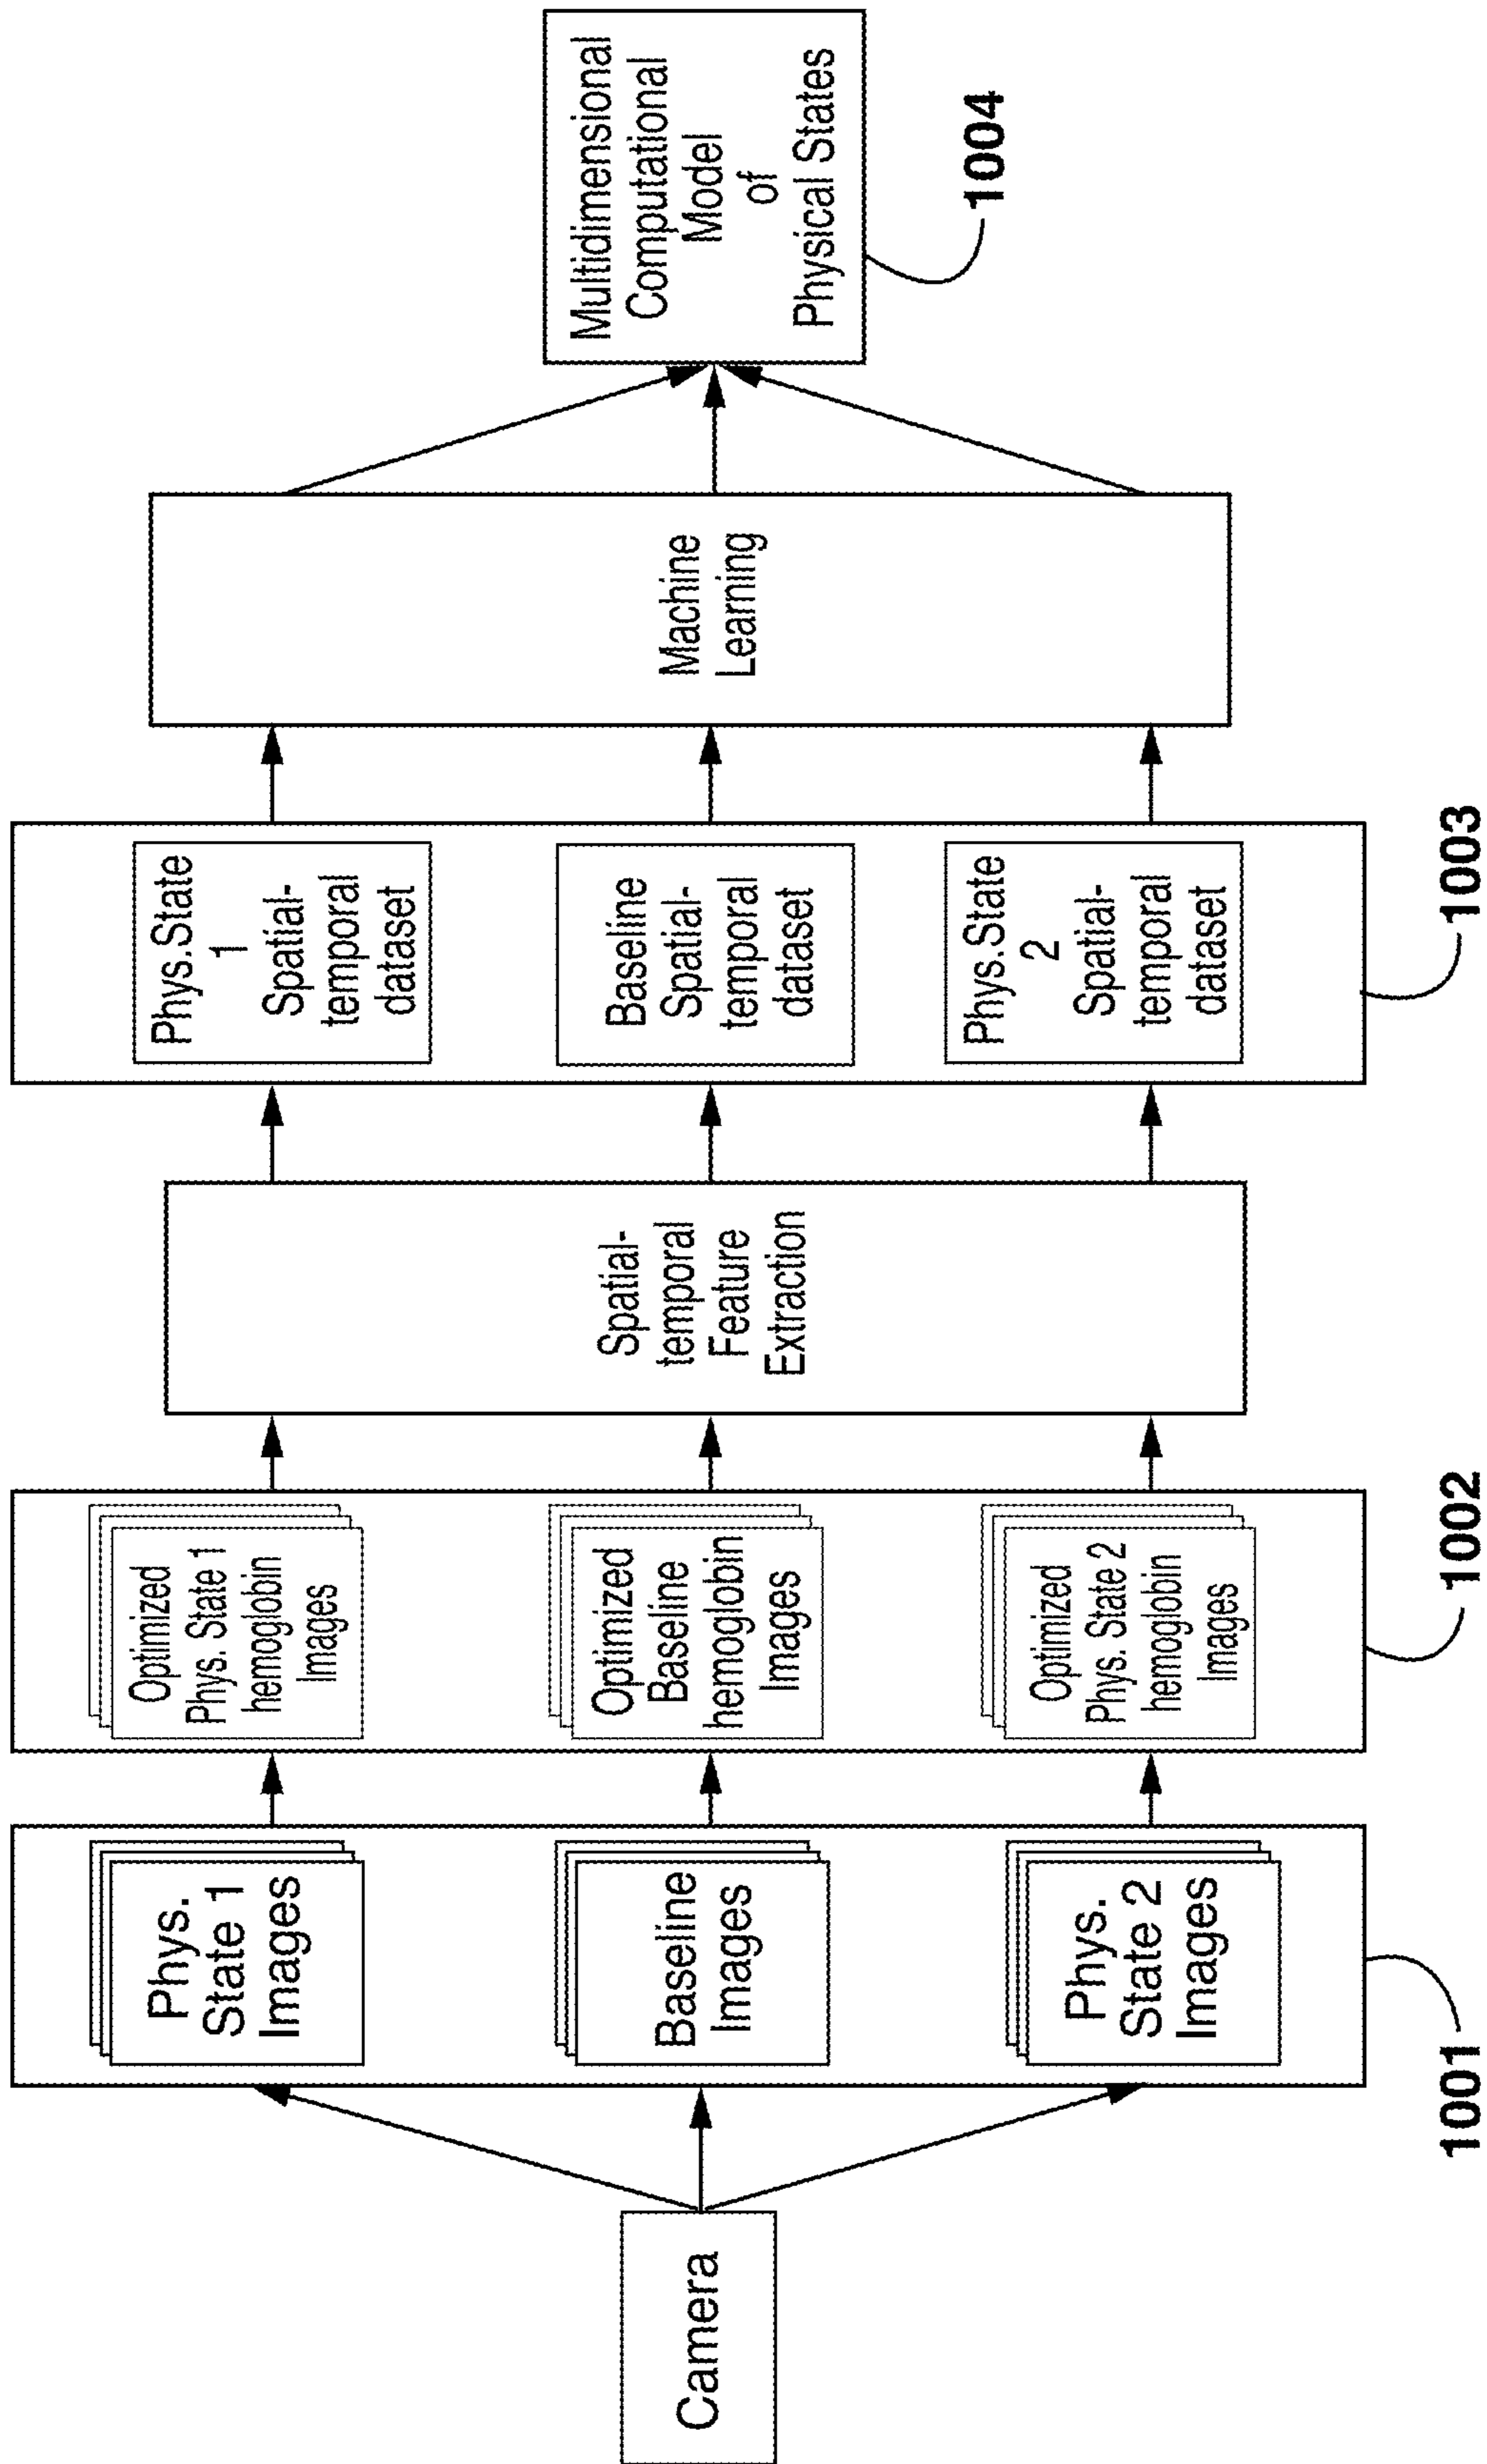 Camera
Phys.
State 1
Images
Baseline
Images
Phys.
State 2
Images
1001
Optimized
Phys. State 1
hemoglobin
Images
Optimized
Baseline
hemoglobin
Images
Optimized
Phys. State 2
hemoglobin
Images
1002
Spatial-
temporal
Feature
Extraction
Phys.State
1
Spatial-
temporal
dataset
Baseline
Spatial-
temporal
dataset
Phys.State
2
Spatial-
temporal
dataset
1003
Machine
Learning
Multidimensional
Computational
Model
of
Physical States
1004